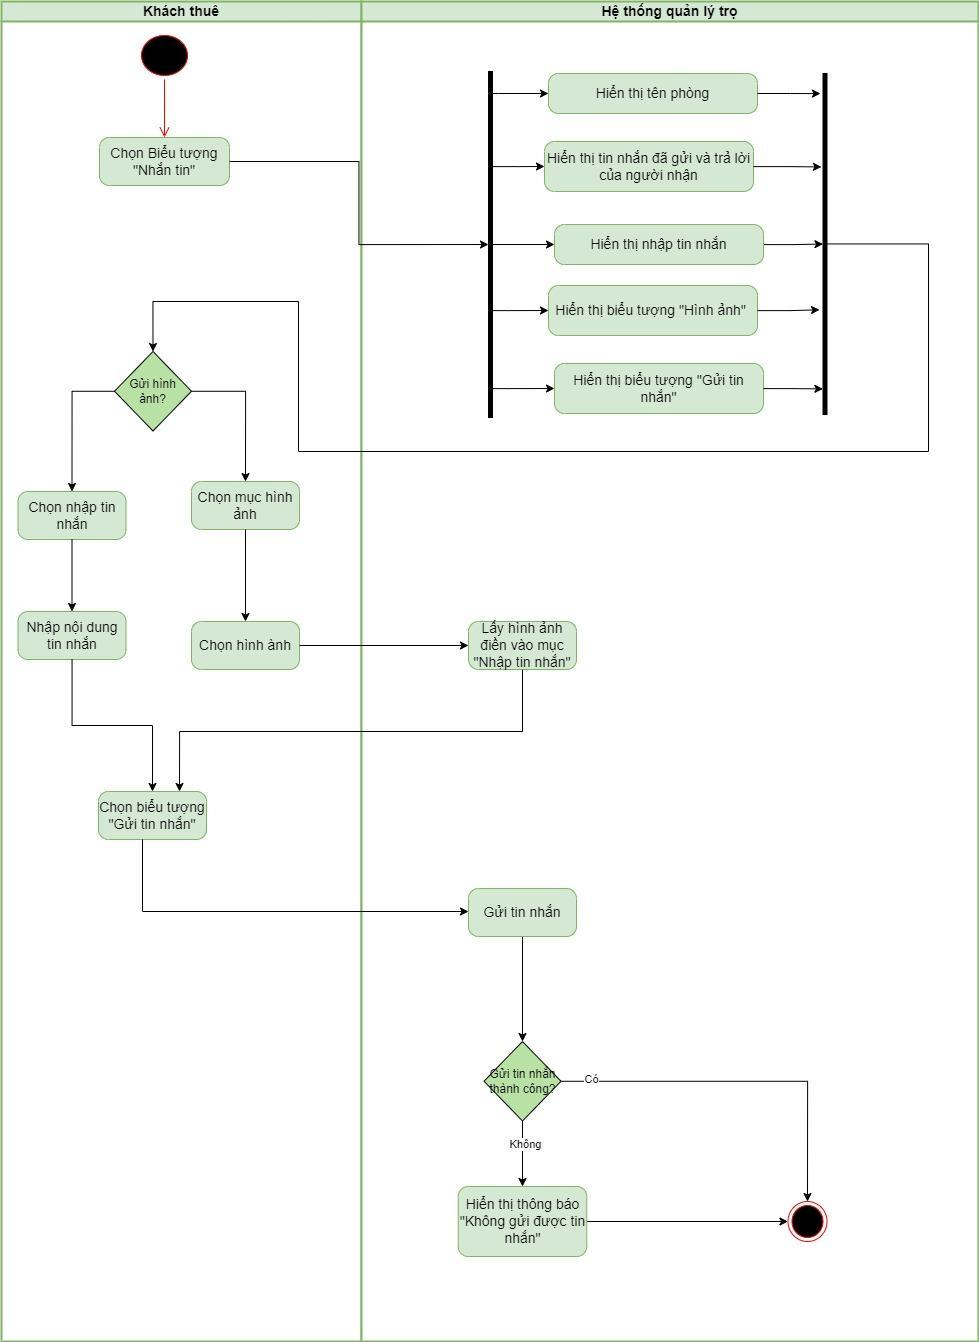 Khách thuê
Hệ thống quản lý trọ
Chọn Biểu tượng
"Nhắn tin"
Hiển thị tên phòng
Hiển thị tin nhắn đã gửi và trả lời
của người nhận
Hiển thị nhập tin nhắn
Hiển thị biểu tượng "Hình ảnh"
Hiển thị biểu tượng "Gửi tin
nhắn"
Gửi hình
ảnh?
Chọn nhập tin
nhắn
Chọn mục hình
ảnh
Nhập nội dung
tin nhắn
Chọn hình ảnh
Lấy hình ảnh
điền vào mục
"Nhập tin nhắn"
Chọn biểu tượng
"Gửi tin nhắn"
Gửi tin nhắn
Gửi tin nhắn
thành công?
Có
Không
Hiển thị thông báo
"Không gửi được tin
nhắn"